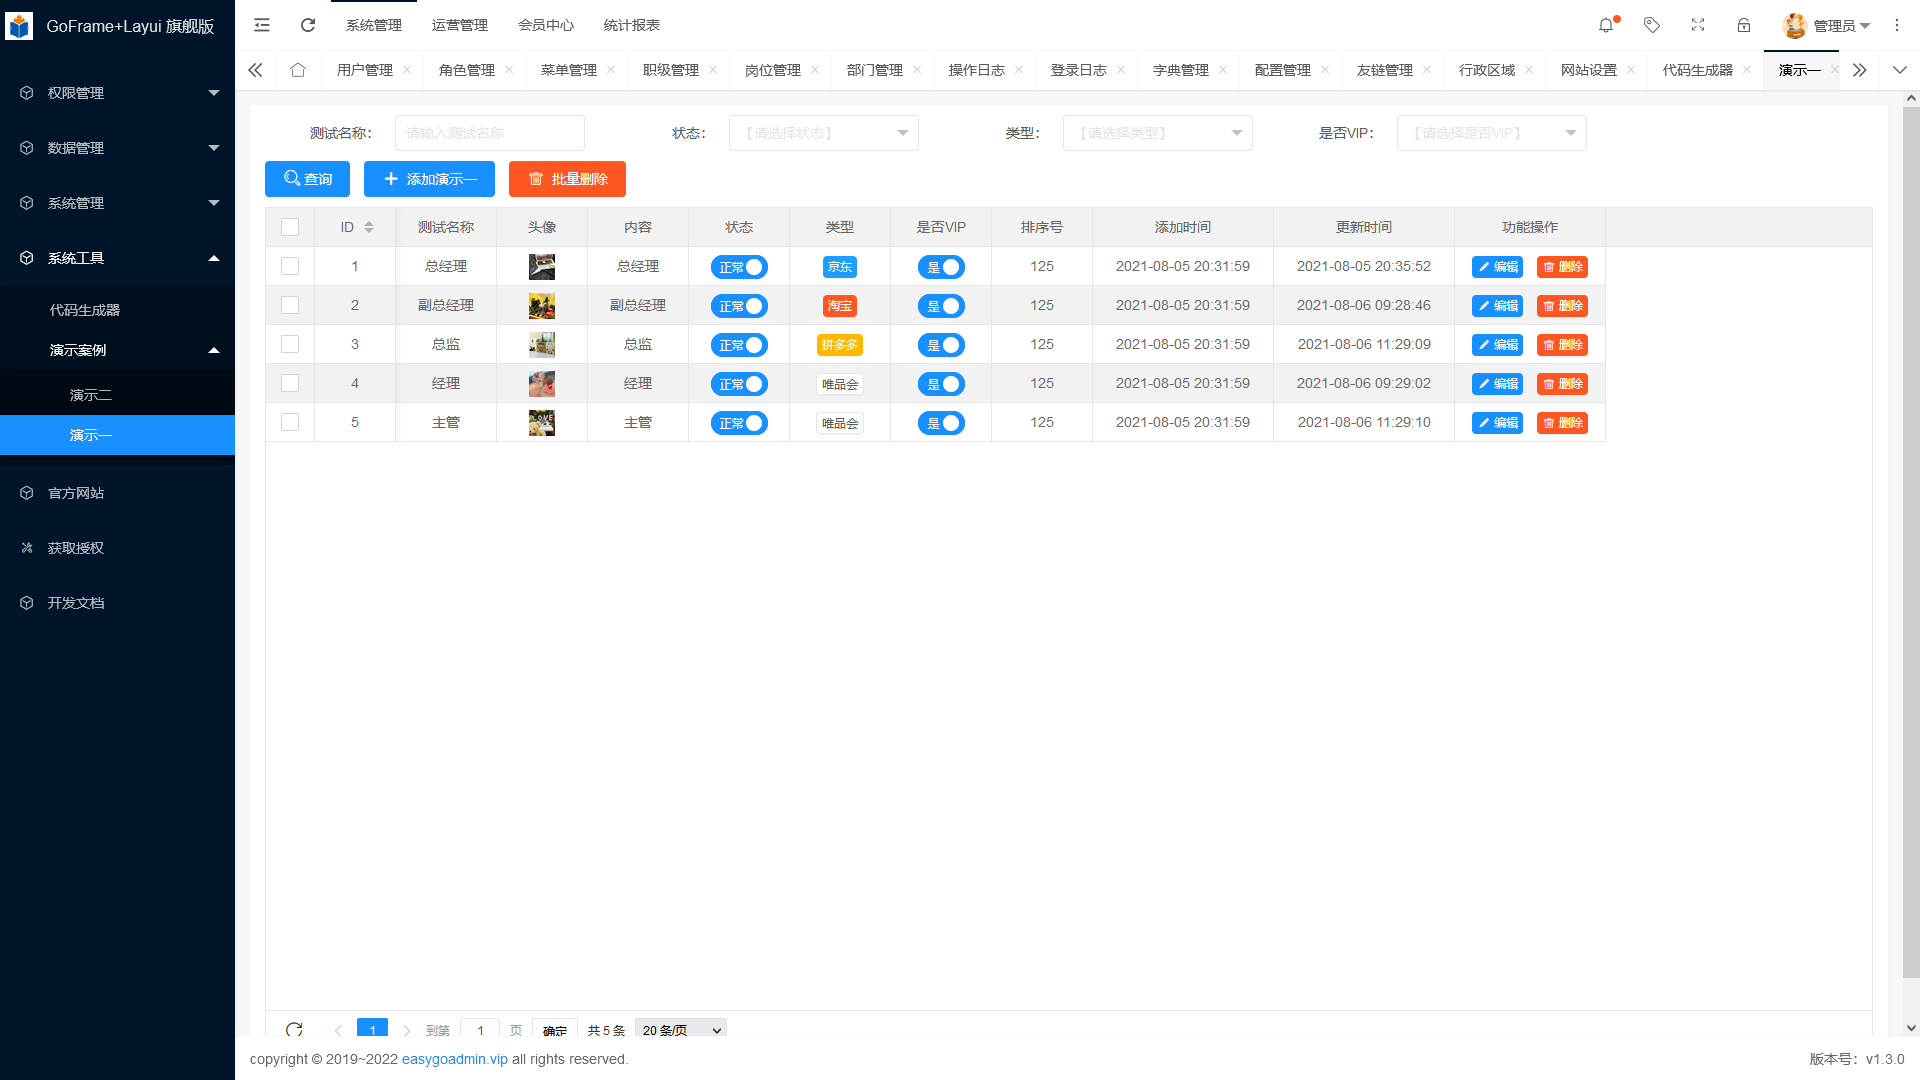 GoFrame+Layui 旗舰版
系统管理 运营管理 会员中心 统计报表
管理员
用户管理 角色管理 菜单管理 职级管理 岗位管理 部门管理 操作日志 登录日志 字典管理 配置管理 友链管理 行政区域 网站设置 代码生成器 演示一
权限管理
数据管理
系统管理
系统工具
代码生成器
演示案例
演示二
演示一
官方网站
获取授权
开发文档
测试名称： 请输入测试名称 状态： 【请选择状态】 类型： 【请选择类型】 是否VIP： 【请选择是否VIP】
查询 添加演示一 批量删除
ID 测试名称 头像 内容 状态 类型 是否VIP 排序号 添加时间 更新时间 功能操作
1 总经理 总经理 正常 京东 是 125 2021-08-05 20:31:59 2021-08-05 20:35:52 编辑 删除
2 副总经理 副总经理 正常 淘宝 是 125 2021-08-05 20:31:59 2021-08-06 09:28:46 编辑 删除
3 总监 总监 正常 拼多多 是 125 2021-08-05 20:31:59 2021-08-06 11:29:09 编辑 删除
4 经理 经理 正常 唯品会 是 125 2021-08-05 20:31:59 2021-08-06 09:29:02 编辑 删除
5 主管 主管 正常 唯品会 是 125 2021-08-05 20:31:59 2021-08-06 11:29:10 编辑 删除
1 到第 1 页 确定 共 5 条 20 条/页
copyright © 2019~2022 easygoadmin.vip all rights reserved.
版本号：v1.3.0